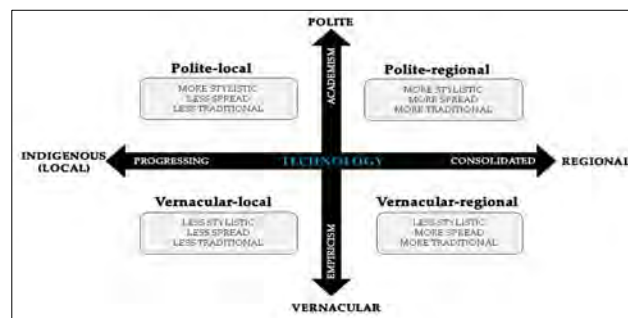 POLITE
Polite-local
MORE STYLISTIC
LESS SPREAD
LESS TRADITIONAL
ACADEMISM
Polite-regional
MORE STYLISTIC
MORE SPREAD
MORE TRADITIONAL
INDIGENOUS
(LOCAL)
PROGRESSING
TECHNOLOGY
CONSOLIDATED
REGIONAL
Vernacular-local
LESS STYLISTIC
LESS SPREAD
LESS TRADITIONAL
EMPIRICISM
Vernacular-regional
LESS STYLISTIC
MORE SPREAD
MORE TRADITIONAL
VERNACULAR